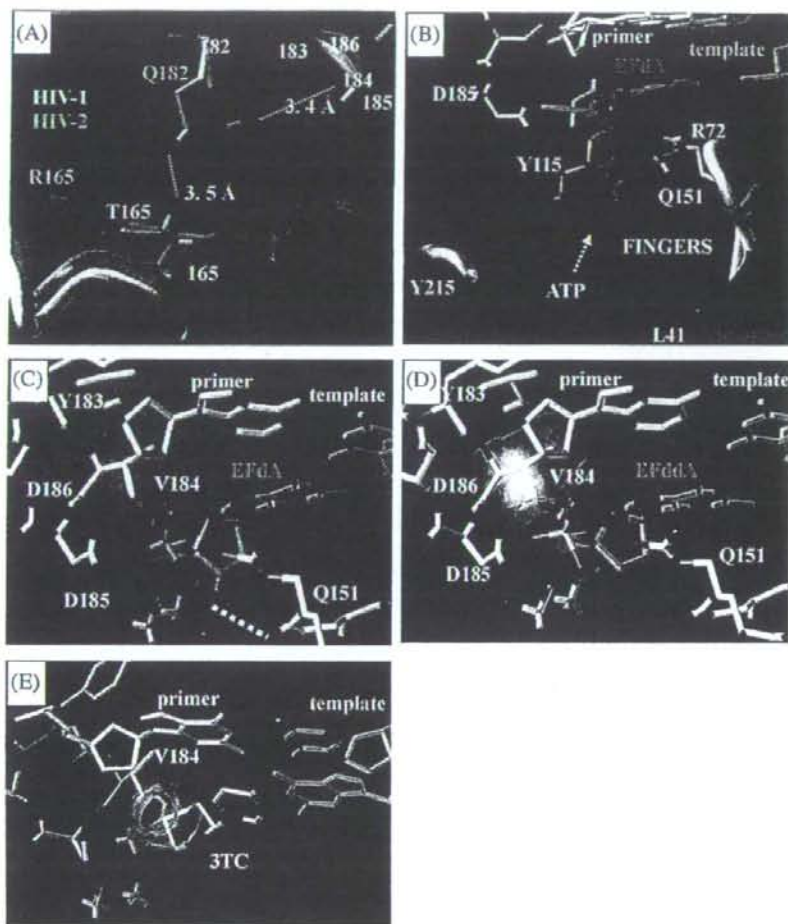 (A)
82
183
186
Q182
184
185
3.4 Å
HIV-1
HIV-2
R165
3.5 Å
T165
165
(B)
primer
template
EFdA
D185
R72
Y115
Q151
FINGERS
Y215
ATP
L41
(C)
primer
template
Y183
EFdA
D186
V184
D185
Q151
(D)
primer
template
Y183
EFddA
D186
V184
D185
Q151
(E)
primer
template
V184
3TC